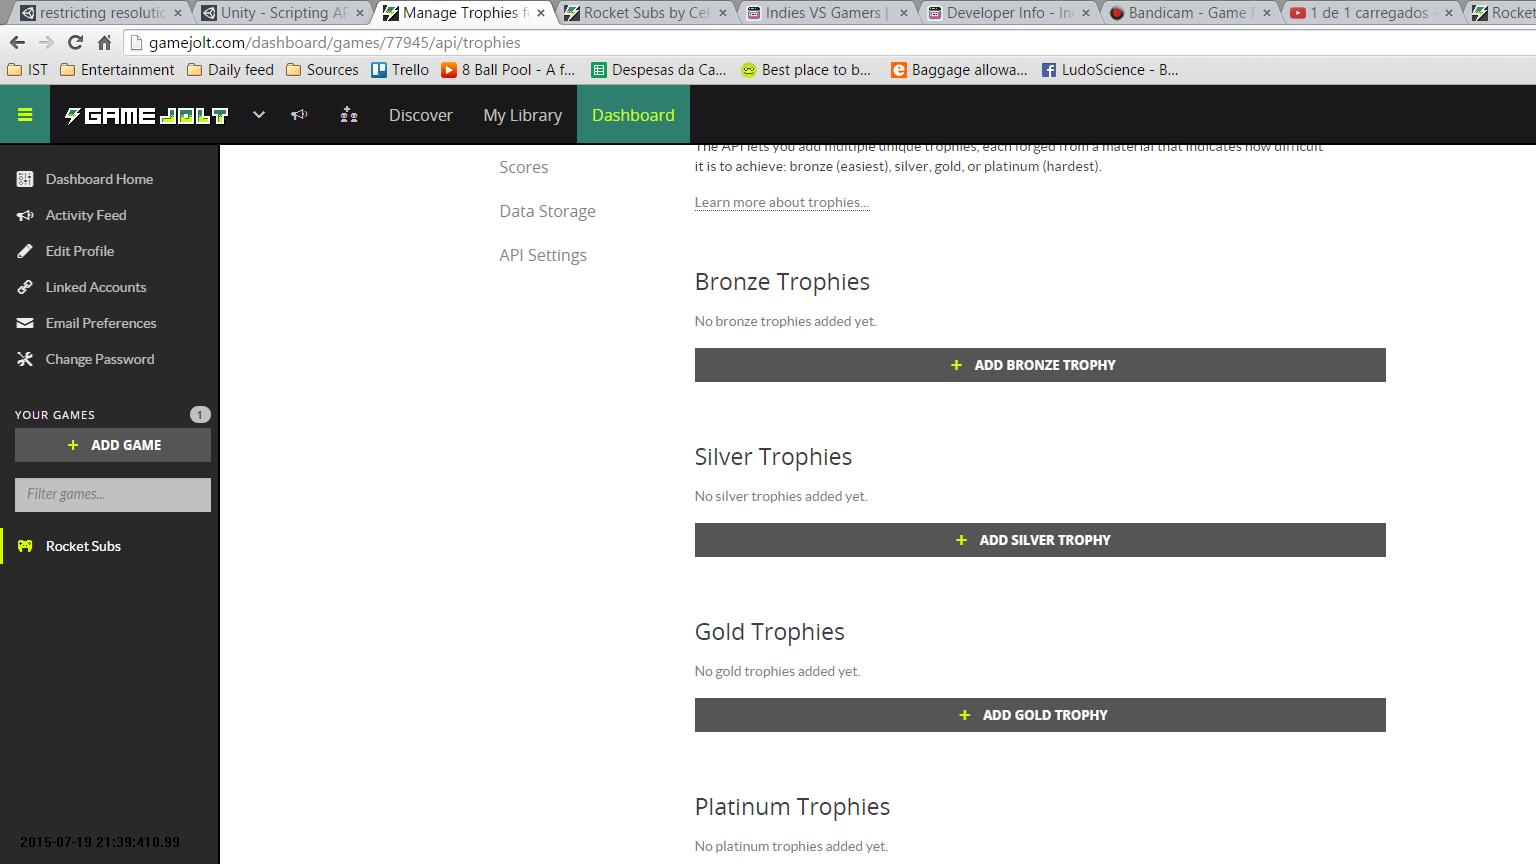 restricting resolutio
Unity - Scripting AP
Manage Trophies fo
Rocket Subs by Cel
Indies VS Gamers |
Developer Info - In
Bandicam - Game R
1 de 1 carregados -
Rocket
gamejolt.com/dashboard/games/77945/api/trophies
IST
Entertainment
Daily feed
Sources
Trello
8 Ball Pool - A f...
Despesas da Ca...
Best place to b...
Baggage allowa...
LudoScience - B...
GAME JOLT
Discover
My Library
Dashboard
Dashboard Home
Activity Feed
Edit Profile
Linked Accounts
Email Preferences
Change Password
YOUR GAMES 1
+ ADD GAME
Filter games...
Rocket Subs
2015-07-19 21:39:410.99
Scores
Data Storage
API Settings
The API lets you add multiple unique trophies, each forged from a material that indicates how difficult
it is to achieve: bronze (easiest), silver, gold, or platinum (hardest).
Learn more about trophies...
Bronze Trophies
No bronze trophies added yet.
+ ADD BRONZE TROPHY
Silver Trophies
No silver trophies added yet.
+ ADD SILVER TROPHY
Gold Trophies
No gold trophies added yet.
+ ADD GOLD TROPHY
Platinum Trophies
No platinum trophies added yet.